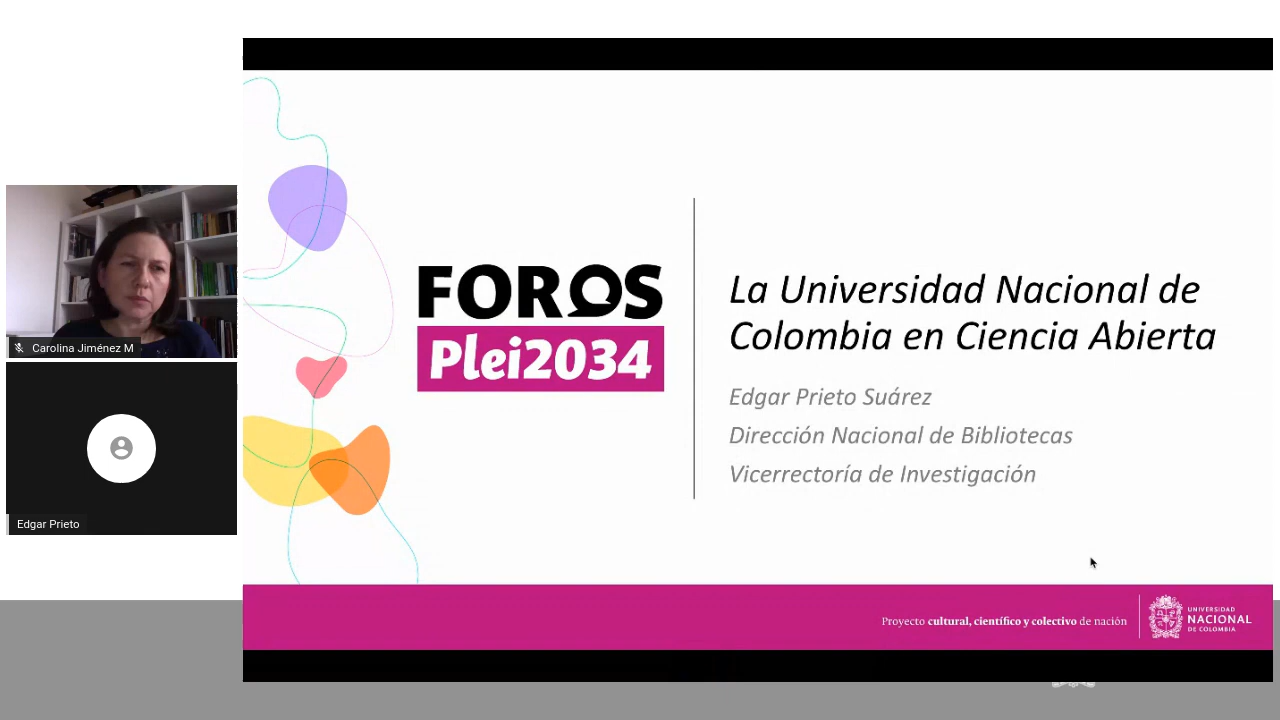 Carolina Jiménez M
Edgar Prieto
FOROS
Plei2034
La Universidad Nacional de
Colombia en Ciencia Abierta
Edgar Prieto Suárez
Dirección Nacional de Bibliotecas
Vicerrectoría de Investigación
Proyecto cultural, científico y colectivo de nación
UNIVERSIDAD
NACIONAL
DE COLOMBIA